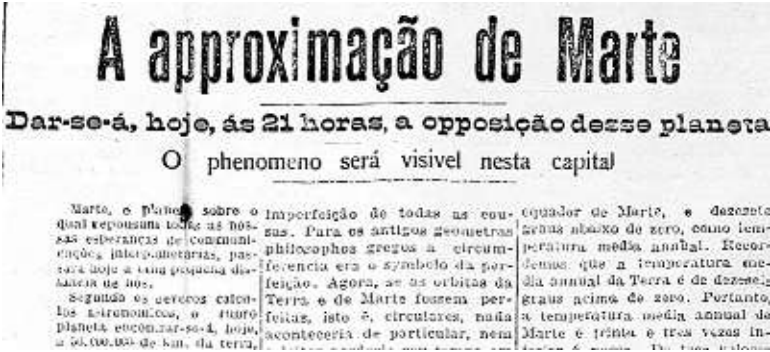 A approximação de Marte
Dar-se-á, hoje, ás 21 horas, a opposição desse planeta
O phenomeno será visivel nesta capital
Marte, o planeta sobre o
qual repousam todas as nos-
sas esperanças de communi-
cações interplanetarias, pas-
sará hoje a uma pequena dis-
tancia de nós.
Segundo os severos calcu-
los astronomicos, o rubro
planeta encontrar-se-á, hoje,
de km. da terra,
imperfeição de todas as cou-
sas. Para os antigos geometras
philosophos gregos a circum-
ferencia era o symbolo da per-
feição. Agora, se as orbitas da
Terra e de Marte fossem per-
feitas, isto é, circulares, nada
aconteceria de particular, nem
equador de Marte, e dezesete
graus abaixo de zero, como tem-
peratura média annual. Recor-
demos que a temperatura me-
dia annual da Terra é de dezeseis
graus acima de zero. Portanto,
a temperatura média annual de
Marte é trinta e tres vezes in-